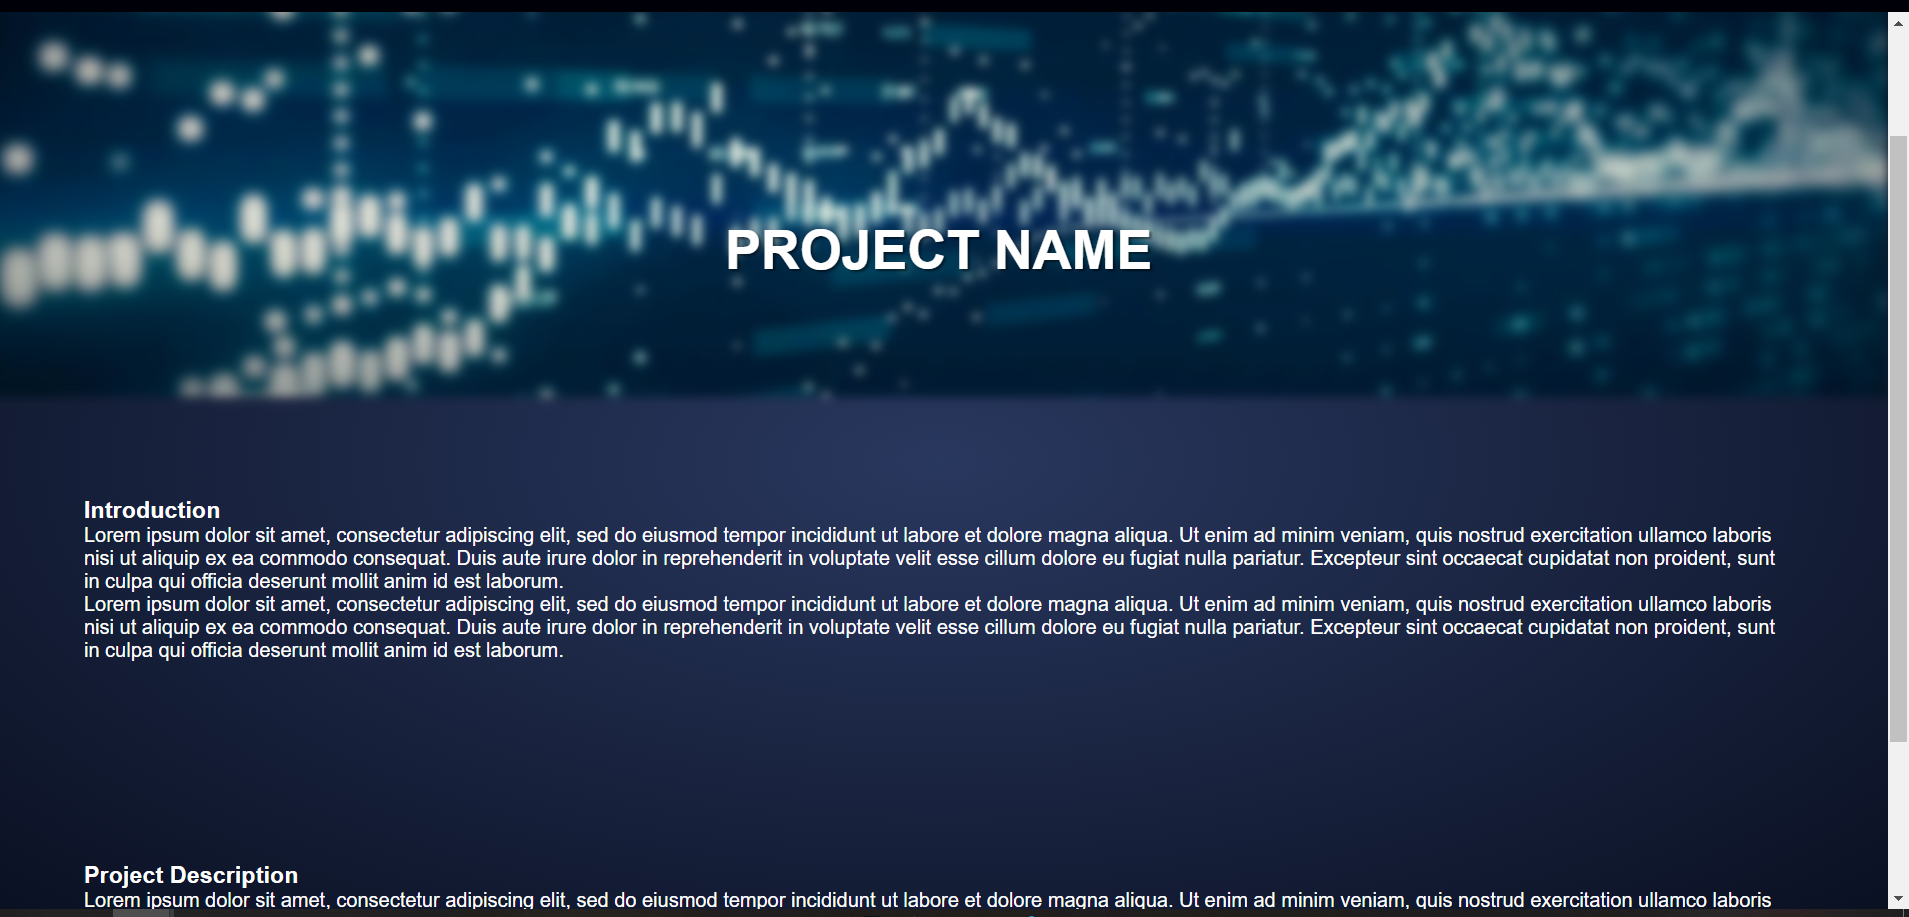 PROJECT NAME
Introduction
Lorem ipsum dolor sit amet, consectetur adipiscing elit, sed do eiusmod tempor incididunt ut labore et dolore magna aliqua. Ut enim ad minim veniam, quis nostrud exercitation ullamco laboris
nisi ut aliquip ex ea commodo consequat. Duis aute irure dolor in reprehenderit in voluptate velit esse cillum dolore eu fugiat nulla pariatur. Excepteur sint occaecat cupidatat non proident, sunt
in culpa qui officia deserunt mollit anim id est laborum.
Lorem ipsum dolor sit amet, consectetur adipiscing elit, sed do eiusmod tempor incididunt ut labore et dolore magna aliqua. Ut enim ad minim veniam, quis nostrud exercitation ullamco laboris
nisi ut aliquip ex ea commodo consequat. Duis aute irure dolor in reprehenderit in voluptate velit esse cillum dolore eu fugiat nulla pariatur. Excepteur sint occaecat cupidatat non proident, sunt
in culpa qui officia deserunt mollit anim id est laborum.
Project Description
Lorem ipsum dolor sit amet, consectetur adipiscing elit, sed do eiusmod tempor incididunt ut labore et dolore magna aliqua. Ut enim ad minim veniam, quis nostrud exercitation ullamco laboris